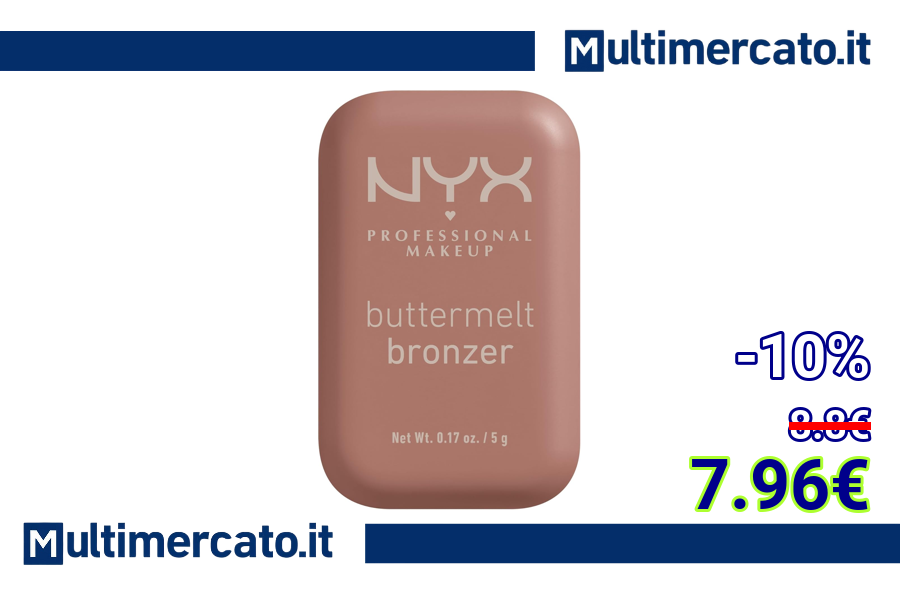 Multimercato.it
NYX
PROFESSIONAL
MAKEUP
buttermelt
bronzer
Net Wt. 0.17 oz. / 5 g
-10%
8.8€
7.96€
Multimercato.it